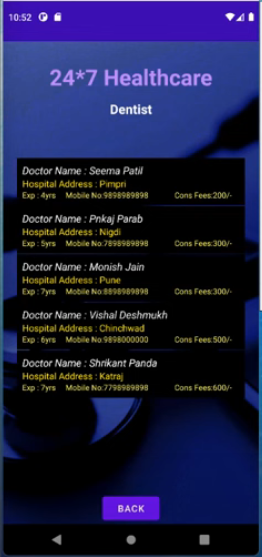 10:52
24*7 Healthcare
Dentist
Doctor Name : Seema Patil
Hospital Address : Pimpri
Exp : 4yrs Mobile No:9898989898 Cons Fees:200/-
Doctor Name : Pnkaj Parab
Hospital Address : Nigdi
Exp : 5yrs Mobile No:7898989898 Cons Fees:300/-
Doctor Name : Monish Jain
Hospital Address : Pune
Exp : 7yrs Mobile No:8898989898 Cons Fees:300/-
Doctor Name : Vishal Deshmukh
Hospital Address : Chinchwad
Exp : 6yrs Mobile No:9898000000 Cons Fees:500/-
Doctor Name : Shrikant Panda
Hospital Address : Katraj
Exp : 7yrs Mobile No:7798989898 Cons Fees:600/-
BACK